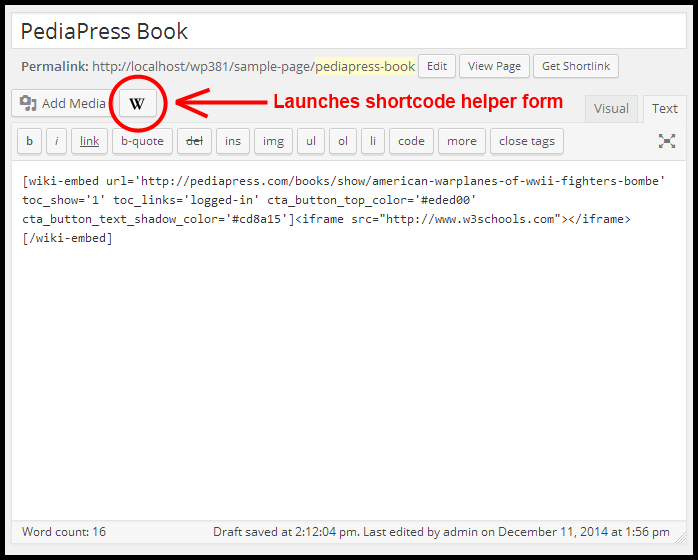 PediaPress Book
Permalink: http://localhost/wp381/sample-page/pediapress-book Edit View Page Get Shortlink
Add Media W Launches shortcode helper form Visual Text
b i link b-quote del ins img ul ol li code more close tags
[wiki-embed url='http://pediapress.com/books/show/american-warplanes-of-wwii-fighters-bombe'
toc_show='1' toc_links='logged-in' cta_button_top_color='#eded00'
cta_button_text_shadow_color='#cd8a15']<iframe src="http://www.w3schools.com"></iframe>
[/wiki-embed]
Word count: 16 Draft saved at 2:12:04 pm. Last edited by admin on December 11, 2014 at 1:56 pm